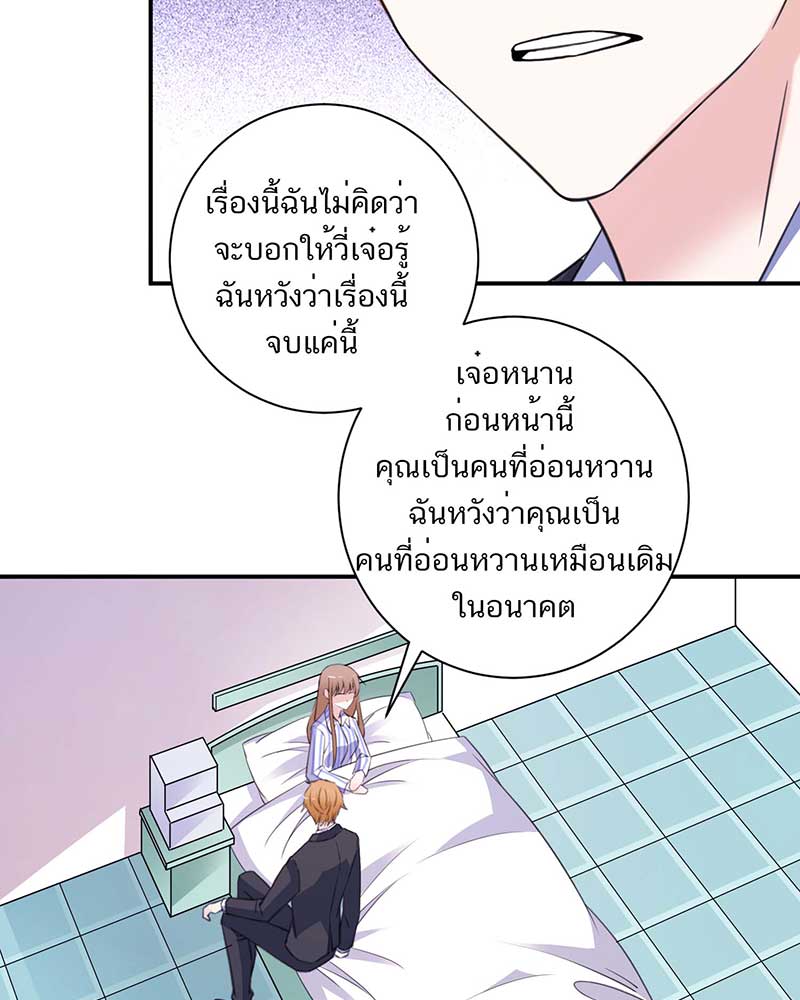 เรื่องนี้ฉันไม่คิดว่า
จะบอกให้วี่เจ๋อรู้
ฉันหวังว่าเรื่องนี้
จบแค่นี้
เจ๋อหนาน
ก่อนหน้านี้
คุณเป็นคนที่อ่อนหวาน
ฉันหวังว่าคุณเป็น
คนที่อ่อนหวานเหมือนเดิม
ในอนาคต